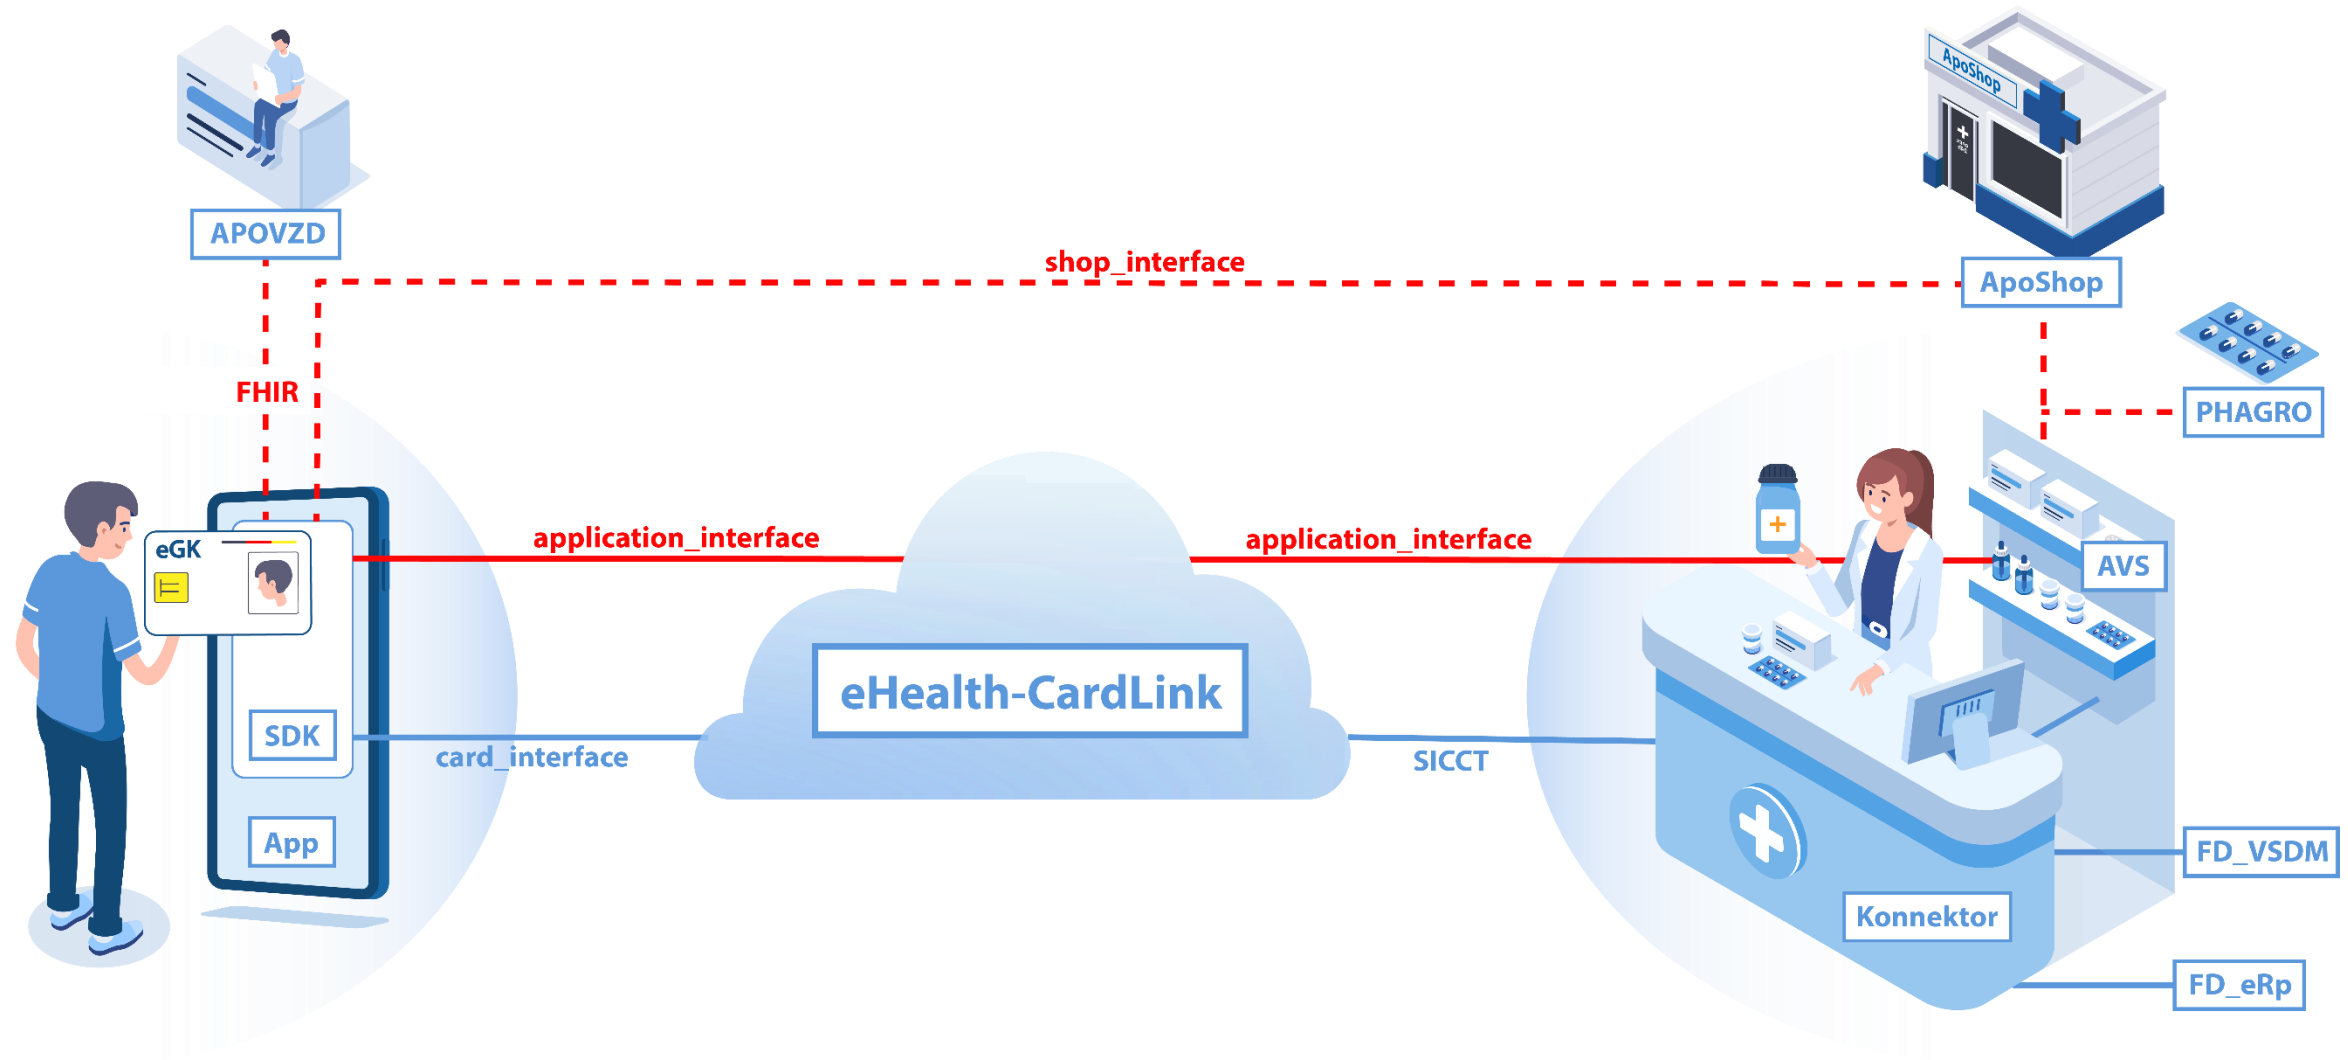 ApoShop
APOVZD
shop_interface
ApoShop
FHIR
PHAGRO
eGK
application_interface
application_interface
AVS
eHealth-CardLink
SDK
card_interface
SICCT
App
FD_VSDM
Konnektor
FD_eRp